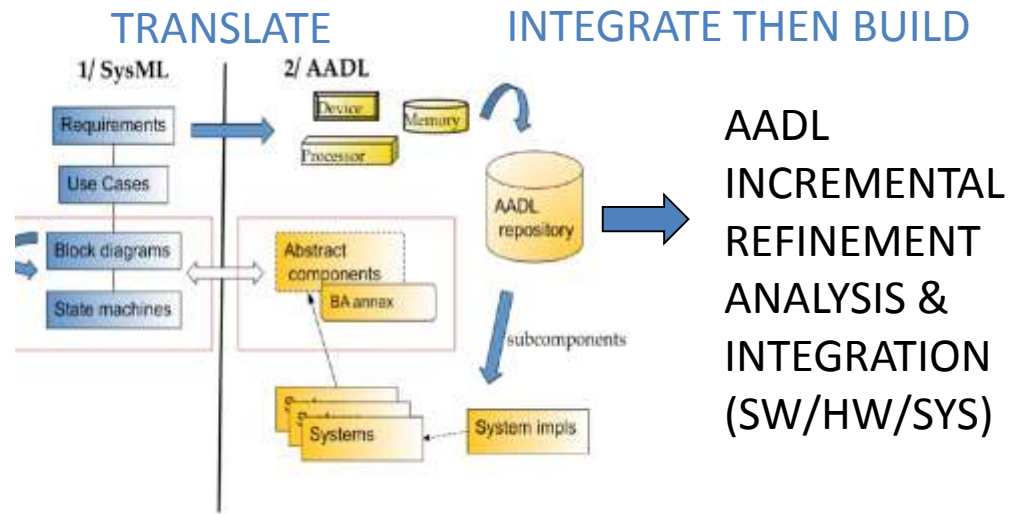 TRANSLATE
INTEGRATE THEN BUILD
1/ SysML
2/ AADL
Requirements
Use Cases
Block diagrams
State machines
Device
Memory
Processor
AADL
repository
Abstract
components
BA annex
subcomponents
Systems
System impls
AADL
INCREMENTAL
REFINEMENT
ANALYSIS &
INTEGRATION
(SW/HW/SYS)